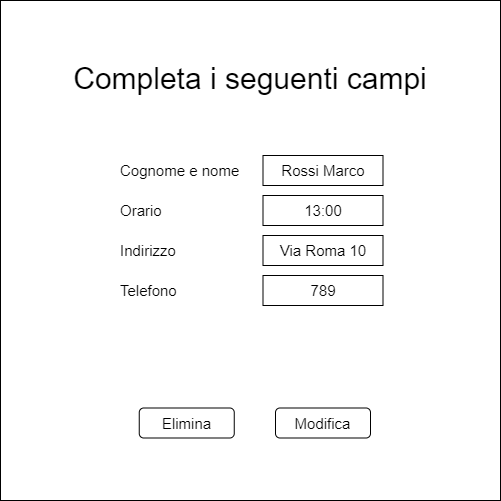 Completa i seguenti campi
Cognome e nome Rossi Marco
Orario 13:00
Indirizzo Via Roma 10
Telefono 789
Elimina Modifica